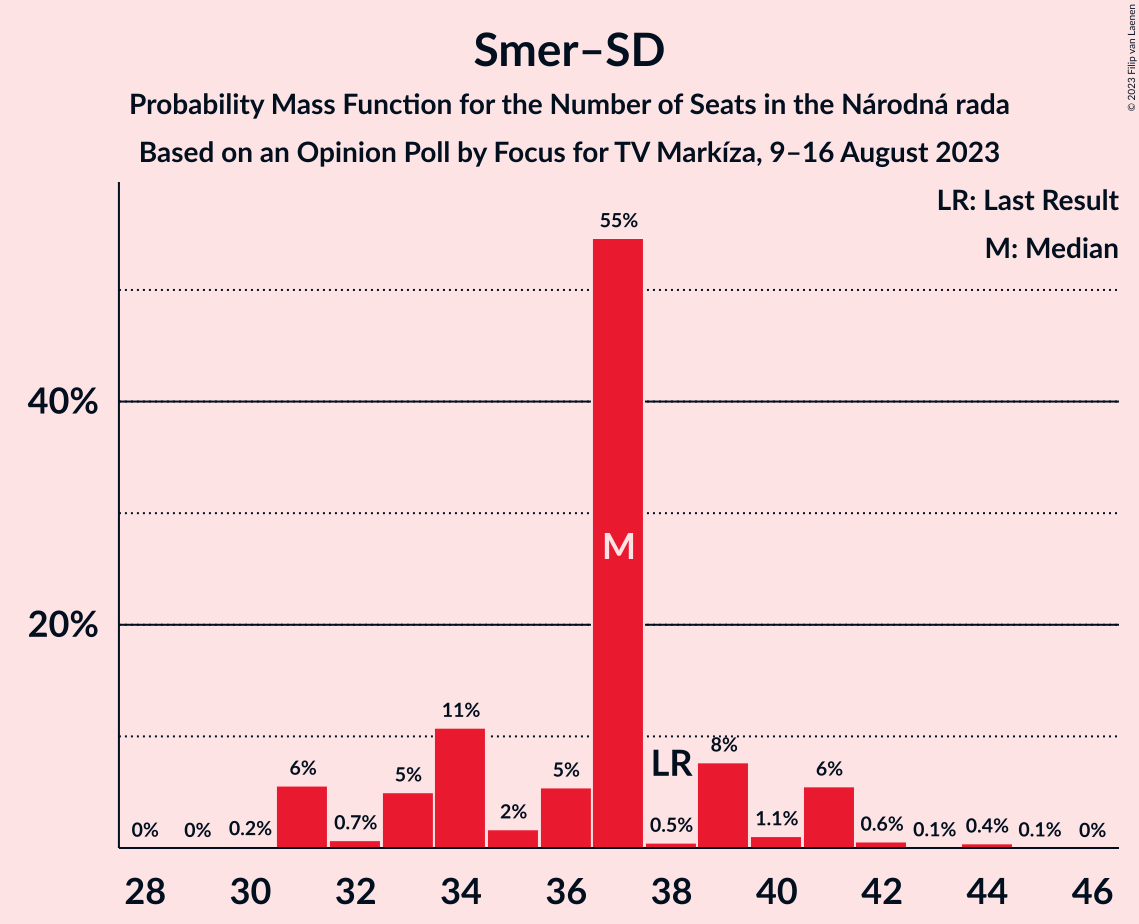 Smer–SD
Probability Mass Function for the Number of Seats in the Národná rada
Based on an Opinion Poll by Focus for TV Markíza, 9–16 August 2023
© 2023 Filip van Laenen
LR: Last Result
M: Median
40%
20%
0%
0%
0.2%
6%
0.7%
5%
11%
2%
5%
55%
M
0.5%
LR
8%
1.1%
6%
0.6%
0.1%
0.4%
0.1%
0%
28 30 32 34 36 38 40 42 44 46